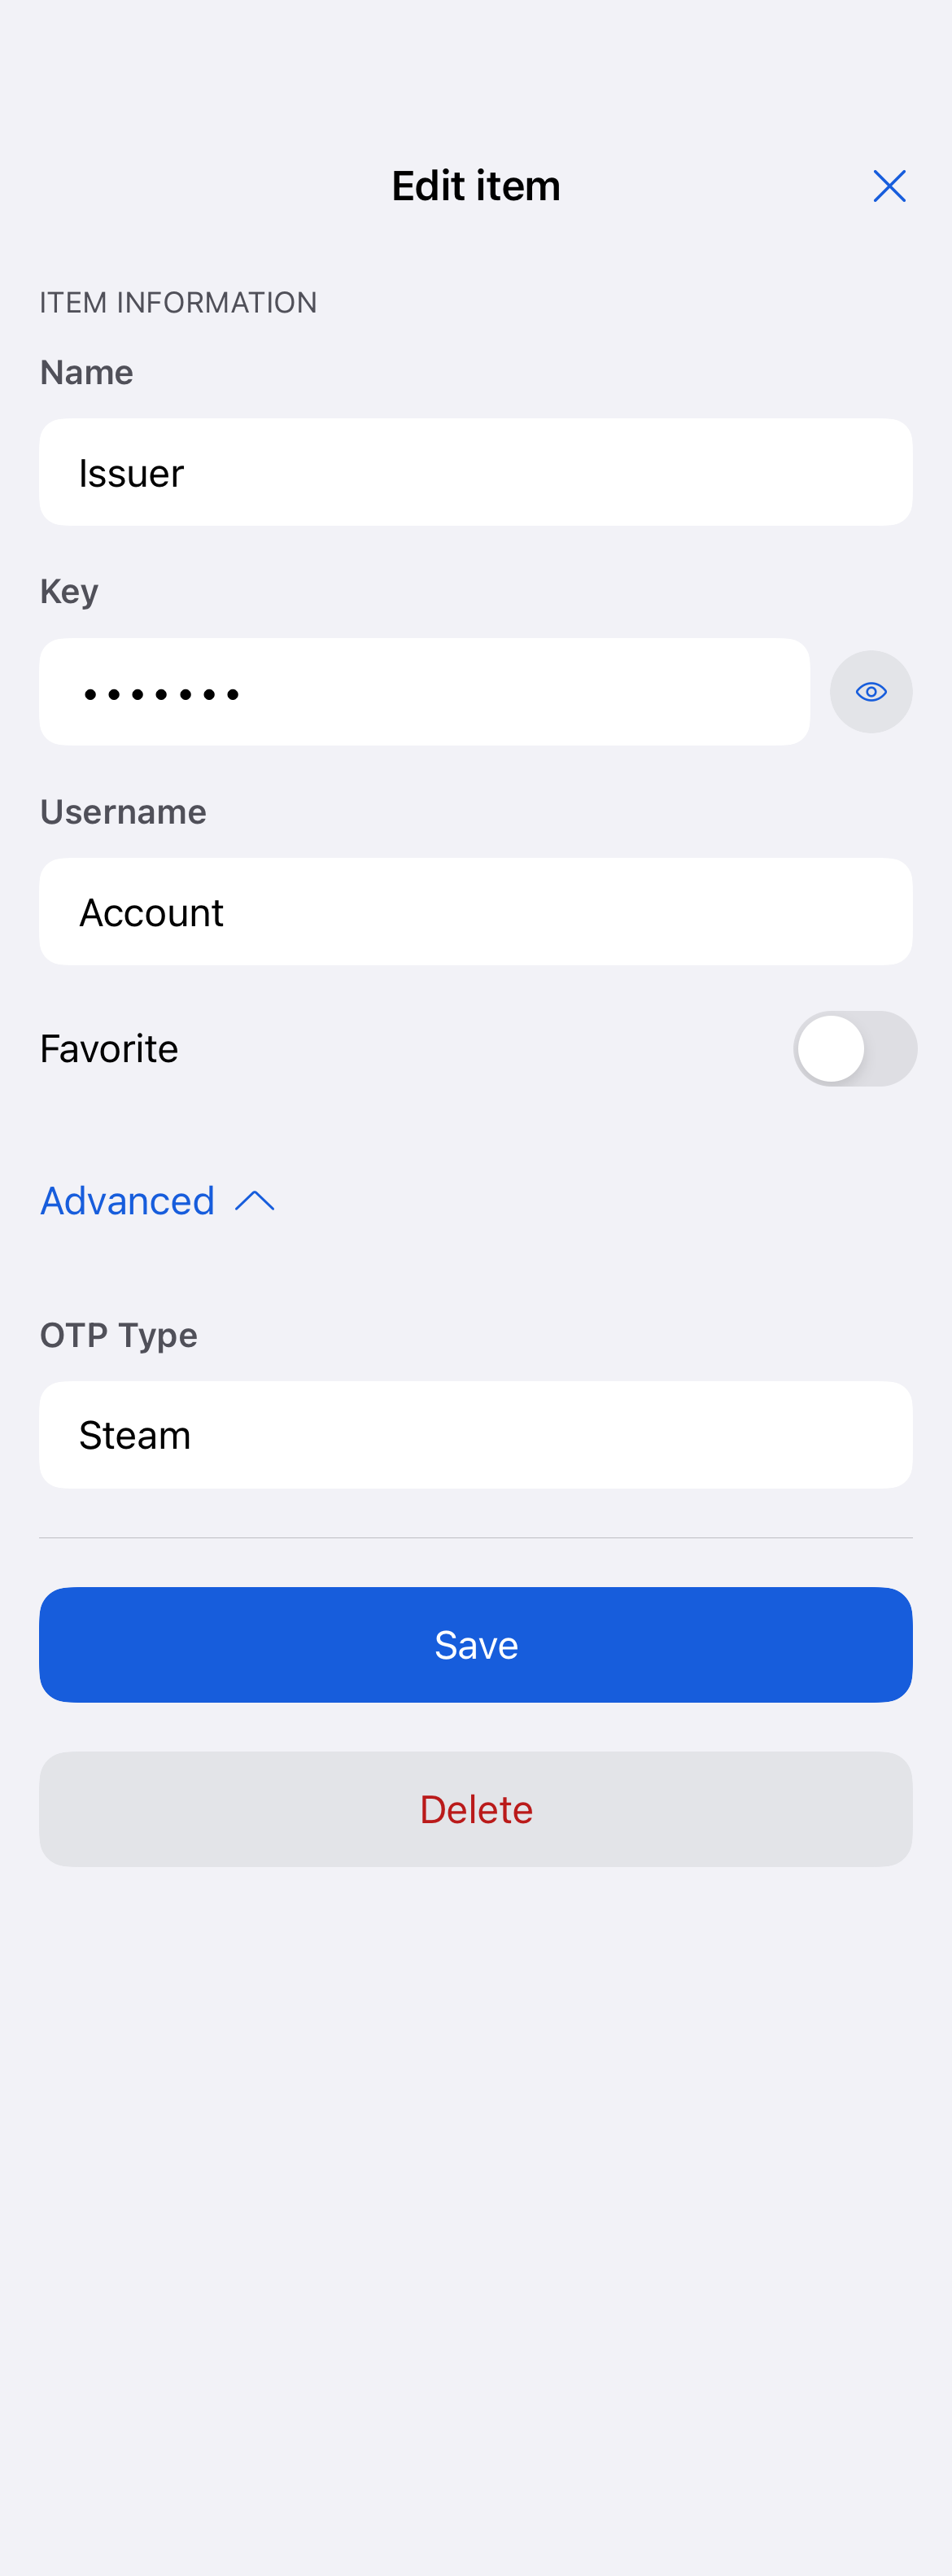 Edit item
ITEM INFORMATION
Name
Issuer
Key
•••••••
Username
Account
Favorite
Advanced
OTP Type
Steam
Save
Delete